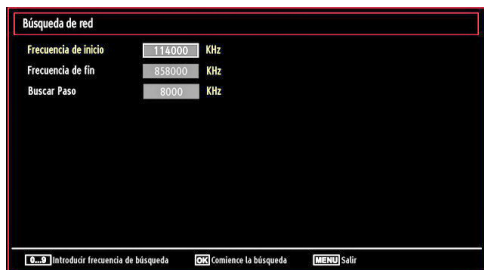 Búsqueda de red
Frecuencia de inicio 114000 KHz
Frecuencia de fin 858000 KHz
Buscar Paso 8000 KHz
0...9 Introducir frecuencia de búsqueda OK Comience la búsqueda MENU Salir